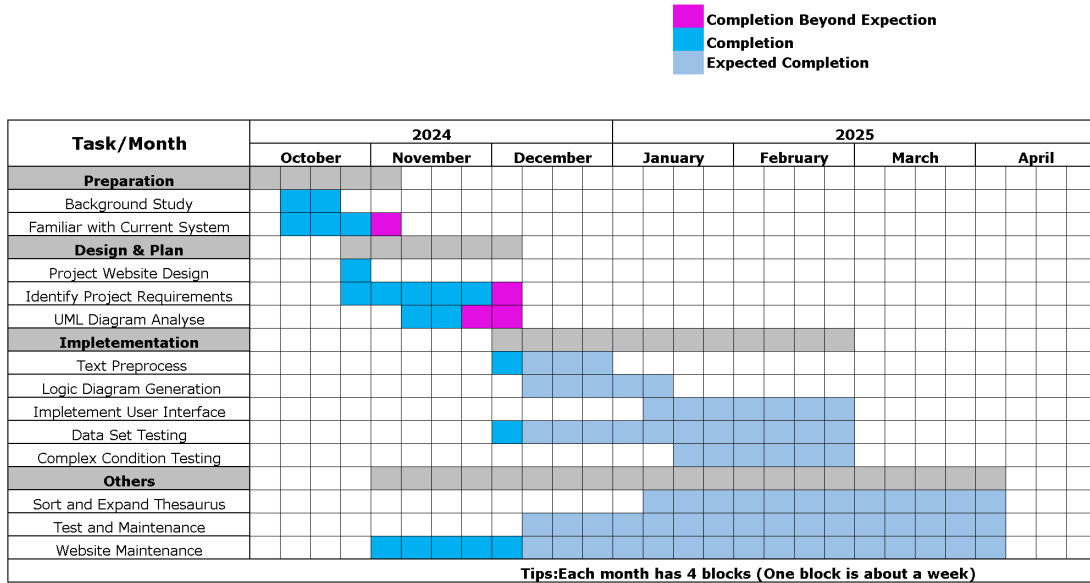 Completion Beyond Expection
Completion
Expected Completion
Task/Month
2024
2025
October
November
December
January
February
March
April
Preparation
Background Study
Familiar with Current System
Design & Plan
Project Website Design
Identify Project Requirements
UML Diagram Analyse
Impletementation
Text Preprocess
Logic Diagram Generation
Impletement User Interface
Data Set Testing
Complex Condition Testing
Others
Sort and Expand Thesaurus
Test and Maintenance
Website Maintenance
Tips:Each month has 4 blocks (One block is about a week)